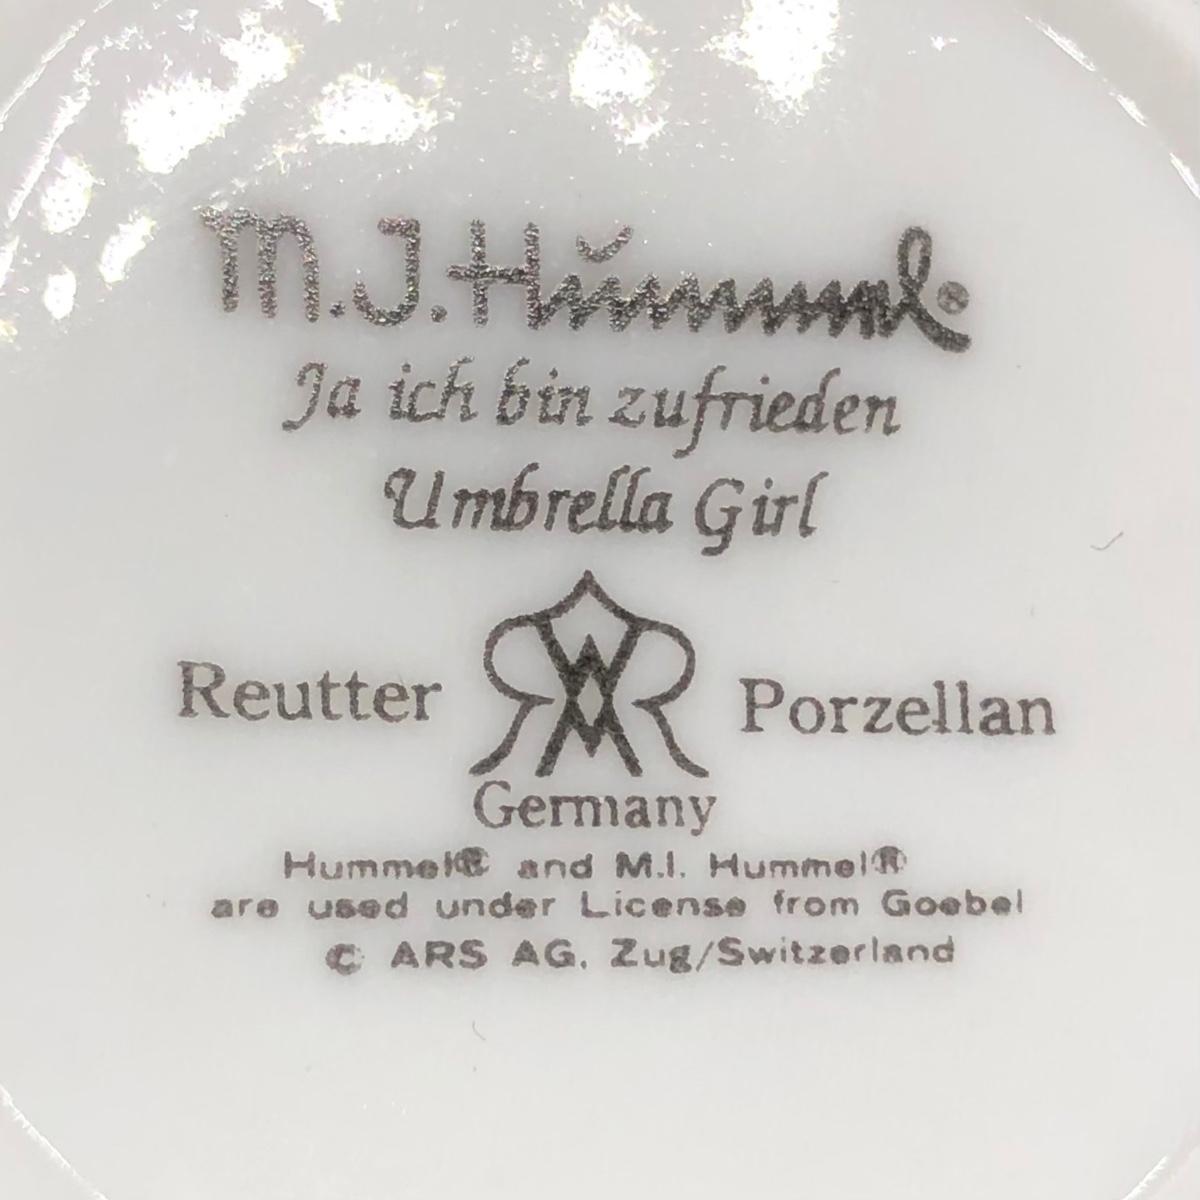 M.J. Hummel®
Ja ich bin zufrieden
Umbrella Girl
Reutter Porzellan
Germany
Hummel® and M.I. Hummel®
are used under License from Goebel
© ARS AG, Zug/Switzerland